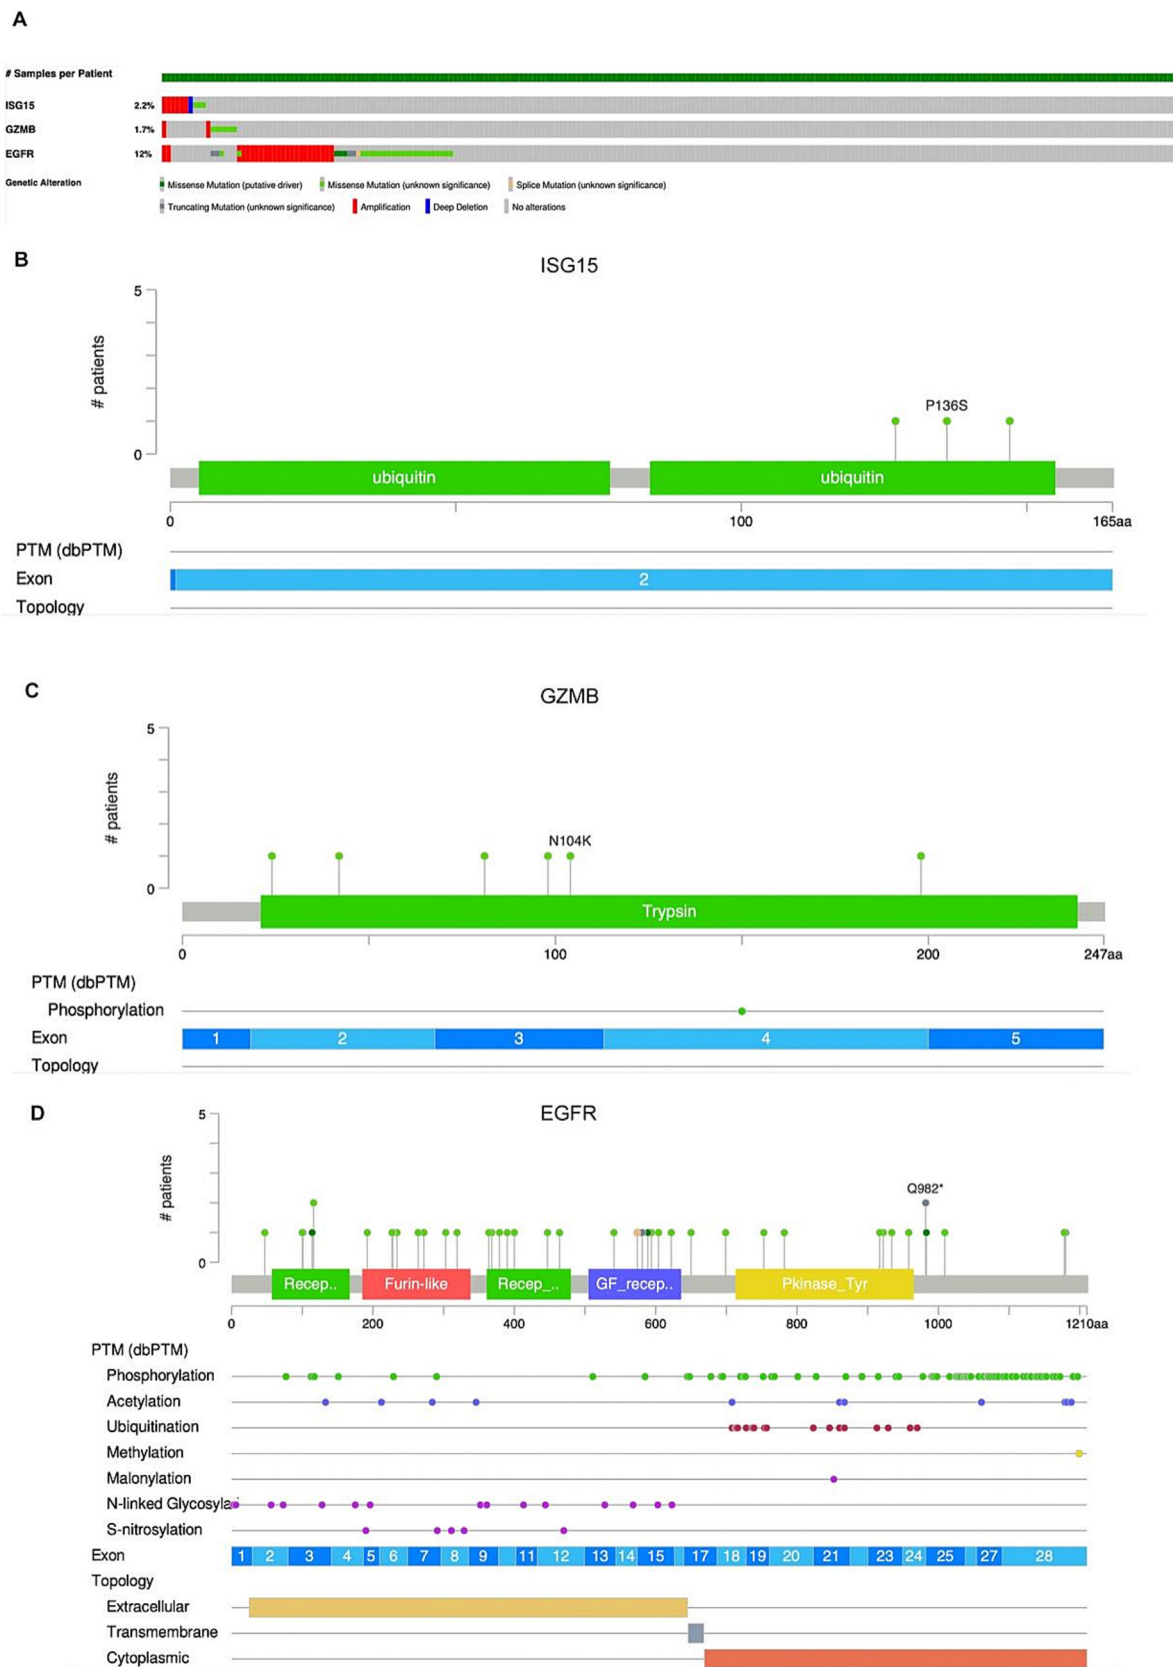 A
# Samples per Patient
ISG15 2.2%
GZMB 1.7%
EGFR 12%
Genetic Alteration Missense Mutation (putative driver) Missense Mutation (unknown significance) Splice Mutation (unknown significance)
Truncating Mutation (unknown significance) Amplification Deep Deletion No alterations
B
ISG15
5
# patients
P136S
0
ubiquitin ubiquitin
0 100 165aa
PTM (dbPTM)
Exon 2
Topology
C
GZMB
5
# patients
N104K
0
Trypsin
0 100 200 247aa
PTM (dbPTM)
Phosphorylation
Exon 1 2 3 4 5
Topology
D
EGFR
5
# patients
Q982*
0
Recep.. Furin-like Recep_.. GF_recep.. Pkinase_Tyr
0 200 400 600 800 1000 1210aa
PTM (dbPTM)
Phosphorylation
Acetylation
Ubiquitination
Methylation
Malonylation
N-linked Glycosyla
S-nitrosylation
Exon 1 2 3 4 5 6 7 8 9 11 12 13 14 15 17 18 19 20 21 23 24 25 27 28
Topology
Extracellular
Transmembrane
Cytoplasmic